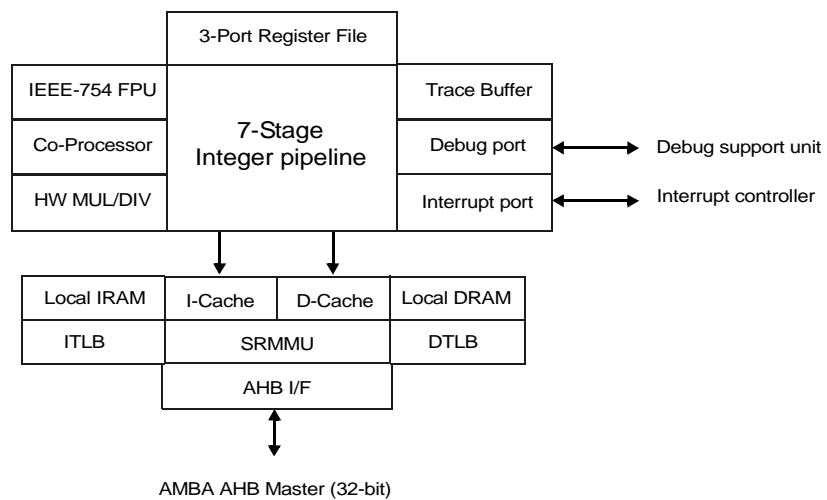 3-Port Register File
IEEE-754 FPU
Trace Buffer
7-Stage
Integer pipeline
Co-Processor
Debug port
Debug support unit
HW MUL/DIV
Interrupt port
Interrupt controller
Local IRAM
I-Cache
D-Cache
Local DRAM
ITLB
SRMMU
DTLB
AHB I/F
AMBA AHB Master (32-bit)